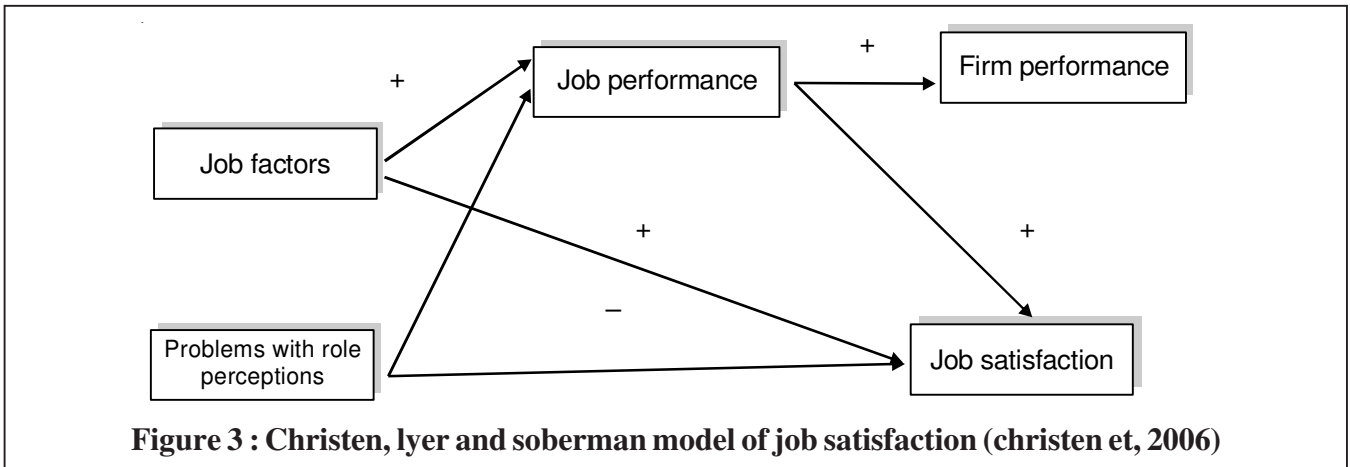 +
Job performance
+
Firm performance
Job factors
+
+
–
Problems with role
perceptions
Job satisfaction
Figure 3 : Christen, lyer and soberman model of job satisfaction (christen et, 2006)